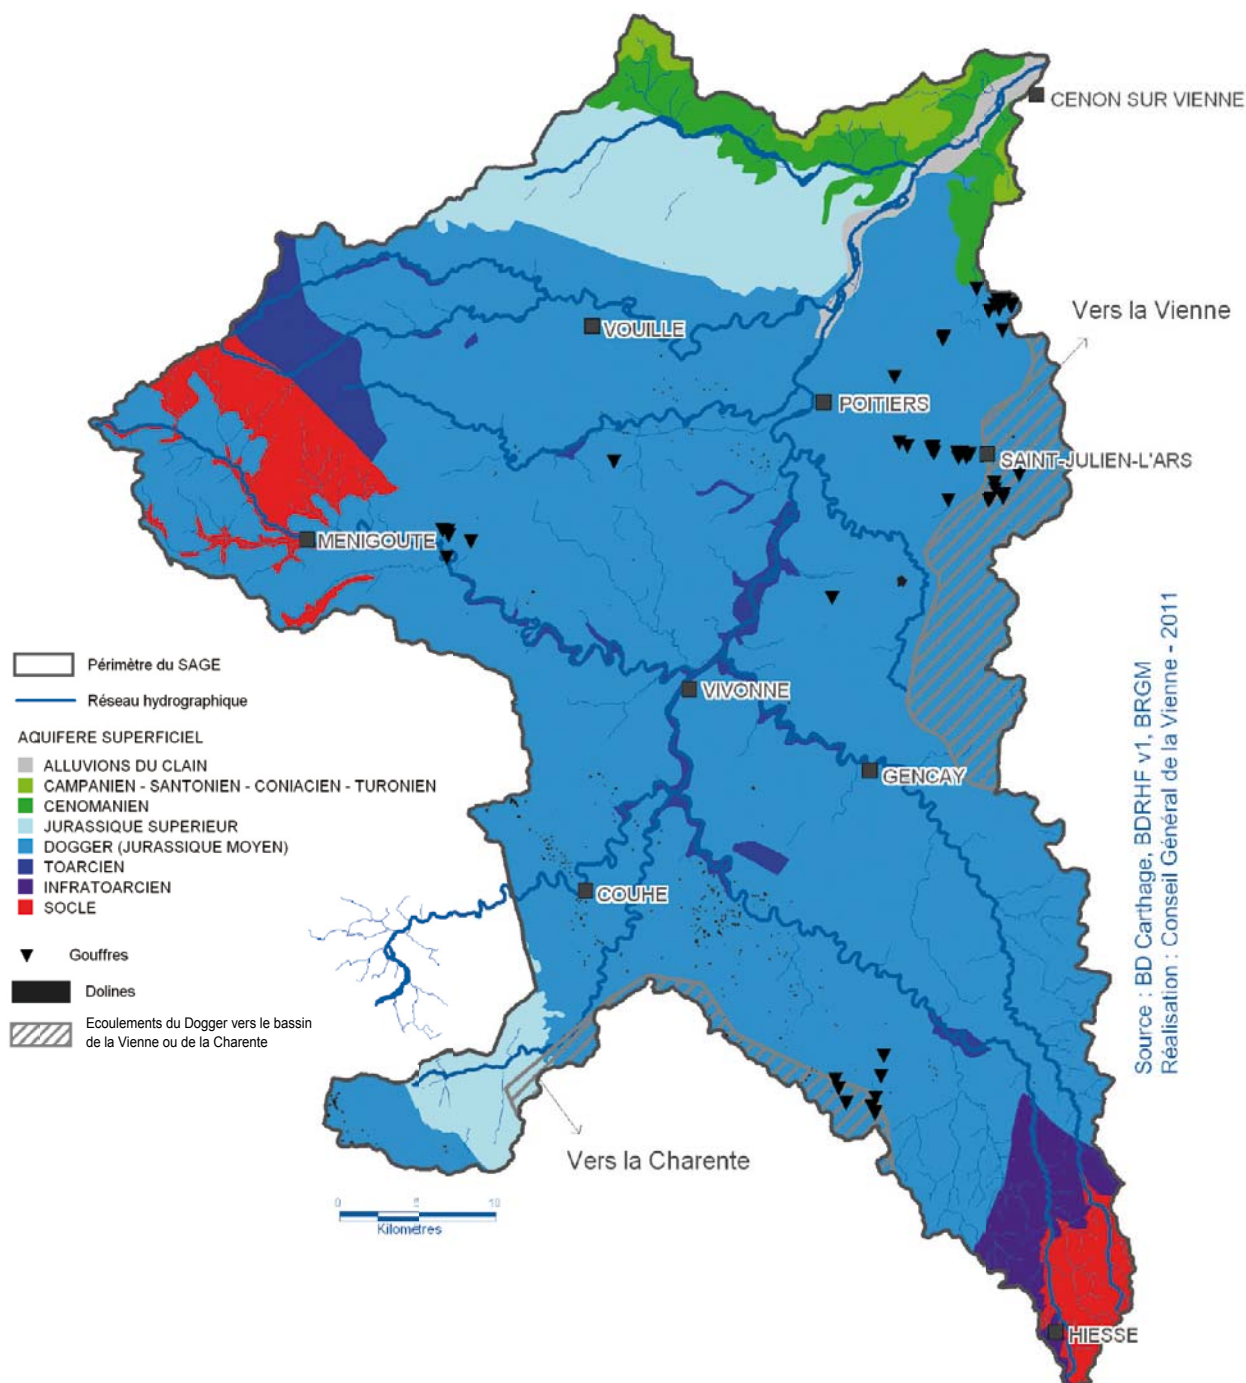 CENON SUR VIENNE
Vers la Vienne
VOUILLE
POITIERS
SAINT-JULIEN-L'ARS
MENIGOUTE
VIVONNE
GENCAY
COUHE
HIESSE
Vers la Charente
Périmètre du SAGE
Réseau hydrographique
AQUIFERE SUPERFICIEL
ALLUVIONS DU CLAIN
CAMPANIEN - SANTONIEN - CONIACIEN - TURONIEN
CENOMANIEN
JURASSIQUE SUPERIEUR
DOGGER (JURASSIQUE MOYEN)
TOARCIEN
INFRATOARCIEN
SOCLE
Gouffres
Dolines
Ecoulements du Dogger vers le bassin
de la Vienne ou de la Charente
0 5 10
Kilomètres
Source : BD Carthage, BDRHF v1, BRGM
Réalisation : Conseil Général de la Vienne - 2011